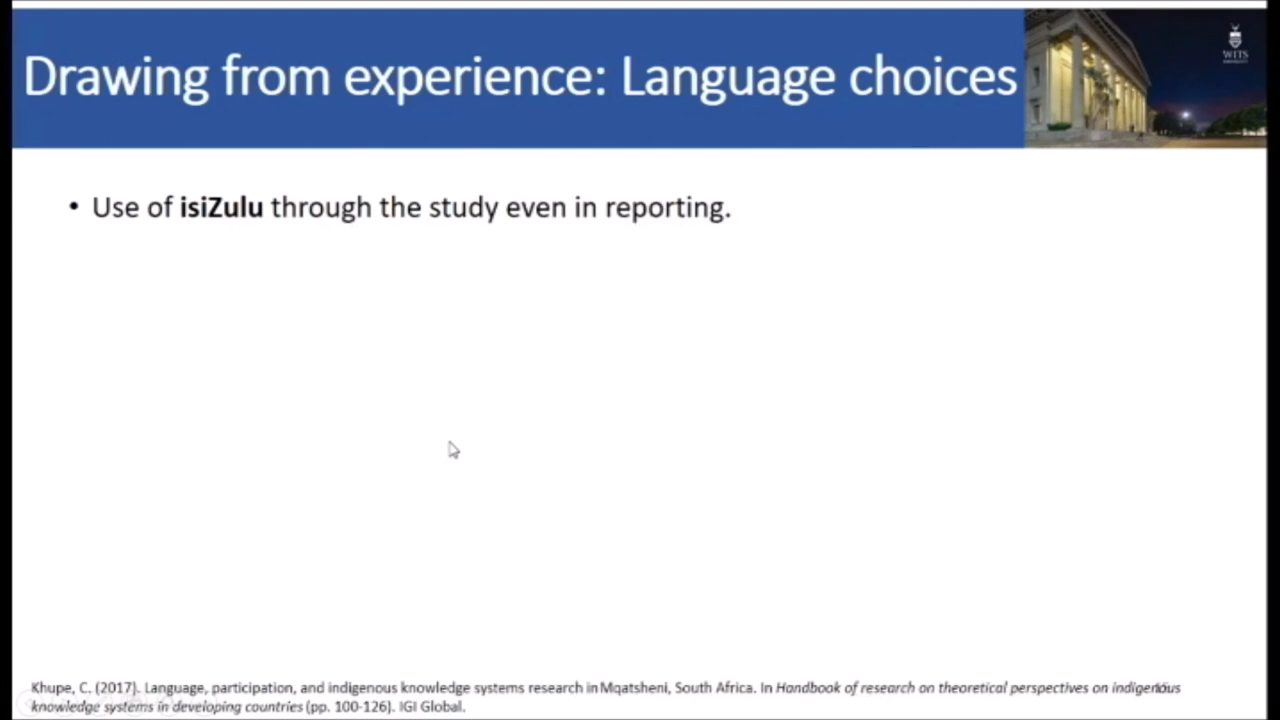 Drawing from experience: Language choices
WITS
UNIVERSITY
• Use of isiZulu through the study even in reporting.
Khupe, C. (2017). Language, participation, and indigenous knowledge systems research in Mqatsheni, South Africa. In Handbook of research on theoretical perspectives on indigenous
knowledge systems in developing countries (pp. 100-126). IGI Global.